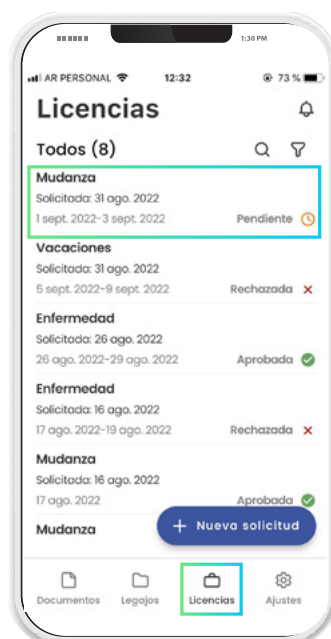 1:30 PM
AR PERSONAL 12:32 73 %
Licencias
Todos (8)
Mudanza
Solicitada: 31 ago. 2022
1 sept. 2022-3 sept. 2022 Pendiente
Vacaciones
Solicitada: 31 ago. 2022
5 sept. 2022-9 sept. 2022 Rechazada
Enfermedad
Solicitada: 26 ago. 2022
26 ago. 2022-29 ago. 2022 Aprobada
Enfermedad
Solicitada: 16 ago. 2022
17 ago. 2022-19 ago. 2022 Rechazada
Mudanza
Solicitada: 16 ago. 2022
17 ago. 2022 Aprobada
Mudanza
+ Nueva solicitud
Documentos Legajos Licencias Ajustes